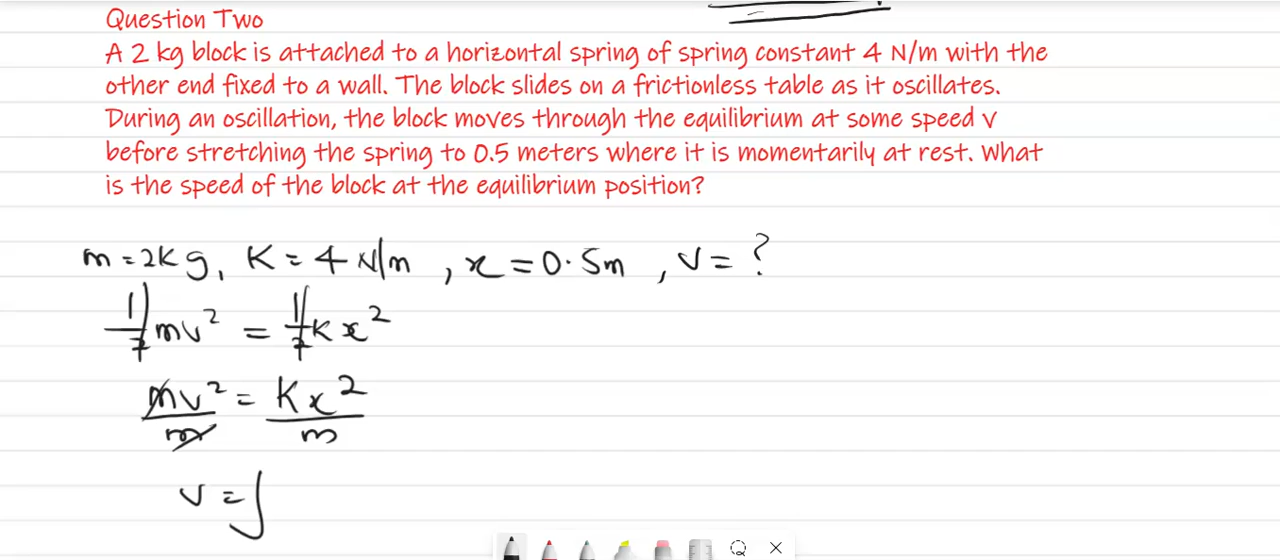 Question Two
A 2 kg block is attached to a horizontal spring of spring constant 4 N/m with the
other end fixed to a wall. The block slides on a frictionless table as it oscillates.
During an oscillation, the block moves through the equilibrium at some speed v
before stretching the spring to 0.5 meters where it is momentarily at rest. What
is the speed of the block at the equilibrium position?
m = 2kg, K = 4 N/m, x = 0.5m, v = ?
1/2 mv² = 1/2 Kx²
mv²/m = Kx²/m
v = √